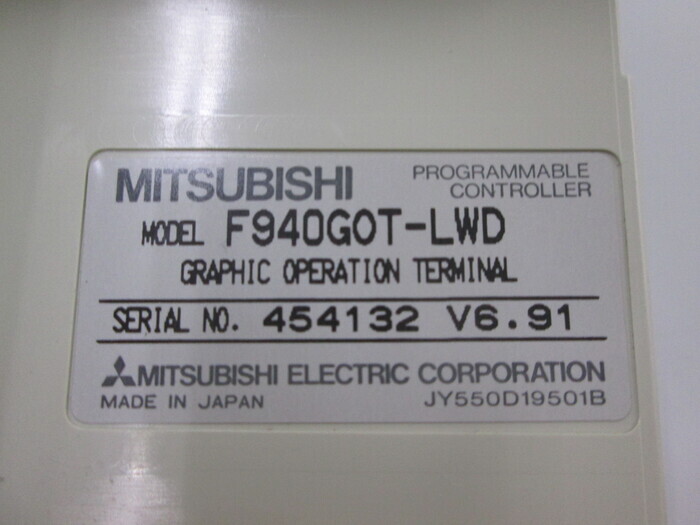 MITSUBISHI
PROGRAMMABLE
CONTROLLER
MODEL F940GOT-LWD
GRAPHIC OPERATION TERMINAL
SERIAL NO. 454132 V6.91
MITSUBISHI ELECTRIC CORPORATION
MADE IN JAPAN
JY550D19501B